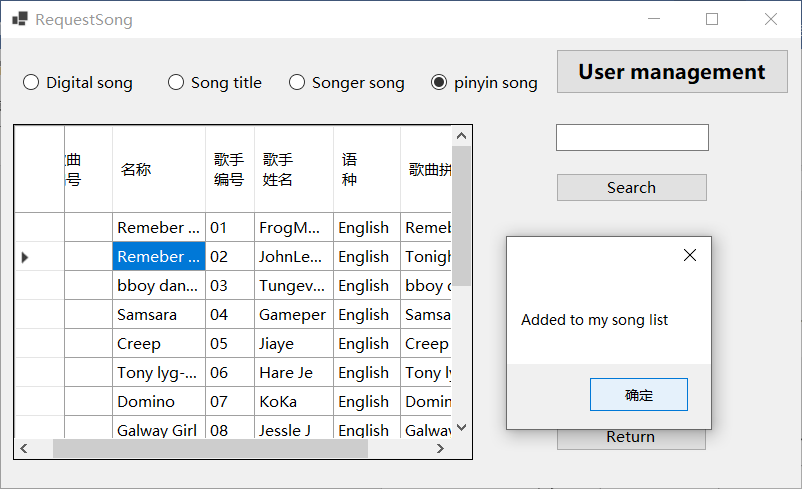 RequestSong
Digital song Song title Songer song pinyin song User management
名称 歌手编号 歌手姓名 语种 歌曲拼
Remeber ... 01 FrogM... English Remeb
Remeber ... 02 JohnLe... English Tonigh
bboy dan... 03 Tungev... English bboy d
Samsara 04 Gameper English Samsa
Creep 05 Jiaye English Creep
Tony lyg-... 06 Hare Je English Tony ly
Domino 07 KoKa English Domino
Galway Girl 08 Jessle J English Galway
Search
Added to my song list
确定
Return